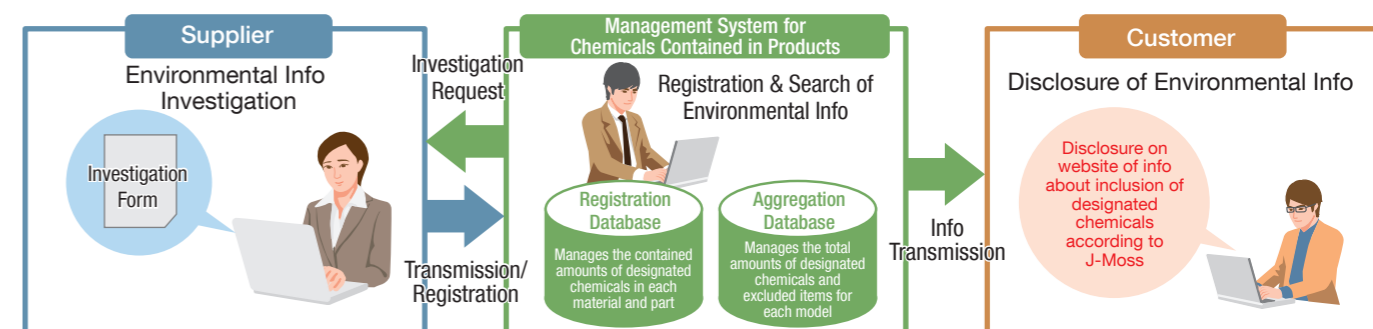 Supplier
Environmental Info
Investigation
Investigation
Form
Investigation
Request
Transmission/
Registration
Management System for
Chemicals Contained in Products
Registration & Search of
Environmental Info
Registration
Database
Manages the contained
amounts of designated
chemicals in each
material and part
Aggregation
Database
Manages the total
amounts of designated
chemicals and
excluded items for
each model
Info
Transmission
Customer
Disclosure of Environmental Info
Disclosure on
website of info
about inclusion of
designated
chemicals
according to
J-Moss